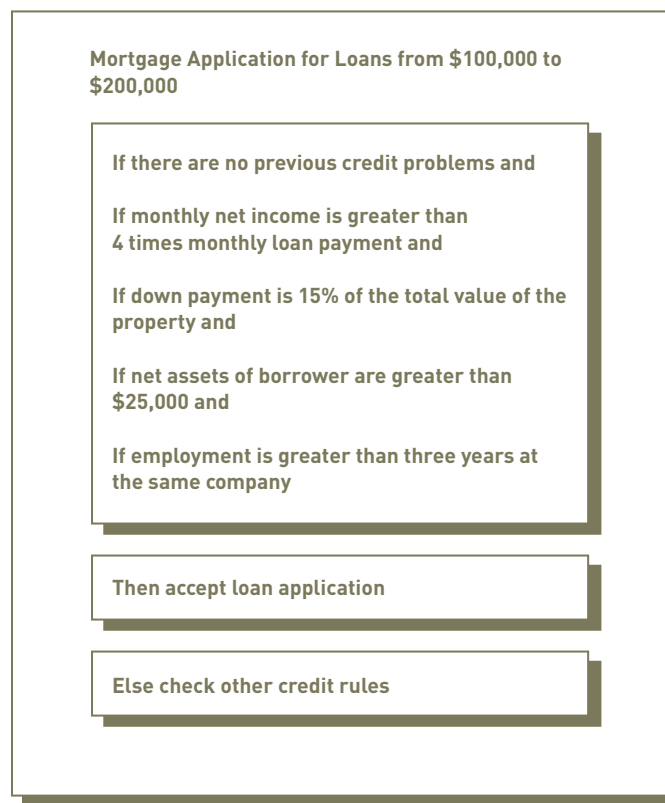 Mortgage Application for Loans from $100,000 to
$200,000
If there are no previous credit problems and
If monthly net income is greater than
4 times monthly loan payment and
If down payment is 15% of the total value of the
property and
If net assets of borrower are greater than
$25,000 and
If employment is greater than three years at
the same company
Then accept loan application
Else check other credit rules